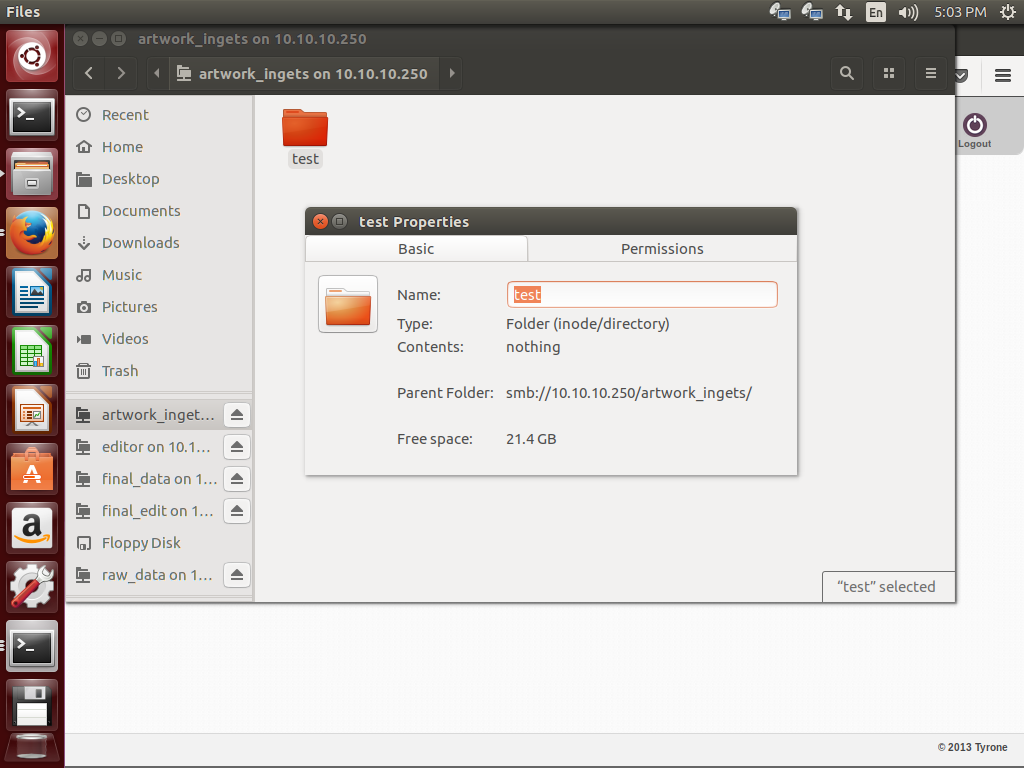 Files
En
5:03 PM
artwork_ingets on 10.10.10.250
artwork_ingets on 10.10.10.250
Recent
Home
Desktop
Documents
Downloads
Music
Pictures
Videos
Trash
artwork_inget...
editor on 10.1...
final_data on 1...
final_edit on 1...
Floppy Disk
raw_data on 1...
test
test Properties
Basic
Permissions
Name:
test
Type:
Folder (inode/directory)
Contents:
nothing
Parent Folder:
smb://10.10.10.250/artwork_ingets/
Free space:
21.4 GB
“test” selected
Logout
© 2013 Tyrone